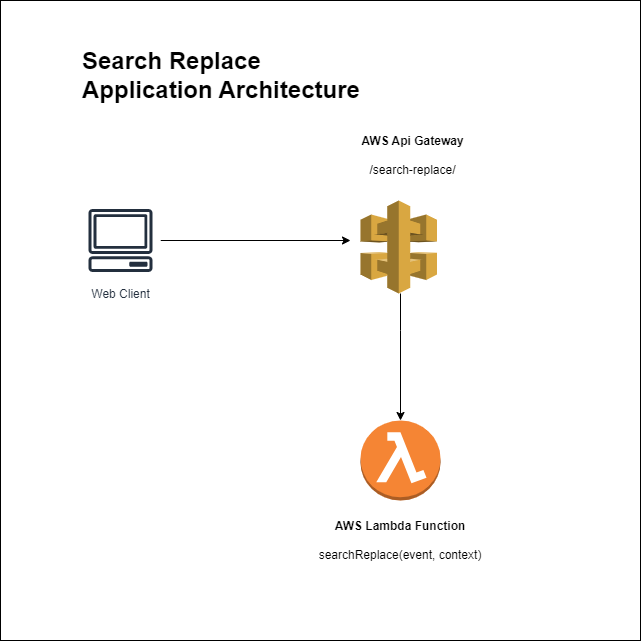 Search Replace
Application Architecture
AWS Api Gateway
/search-replace/
Web Client
λ
AWS Lambda Function
searchReplace(event, context)